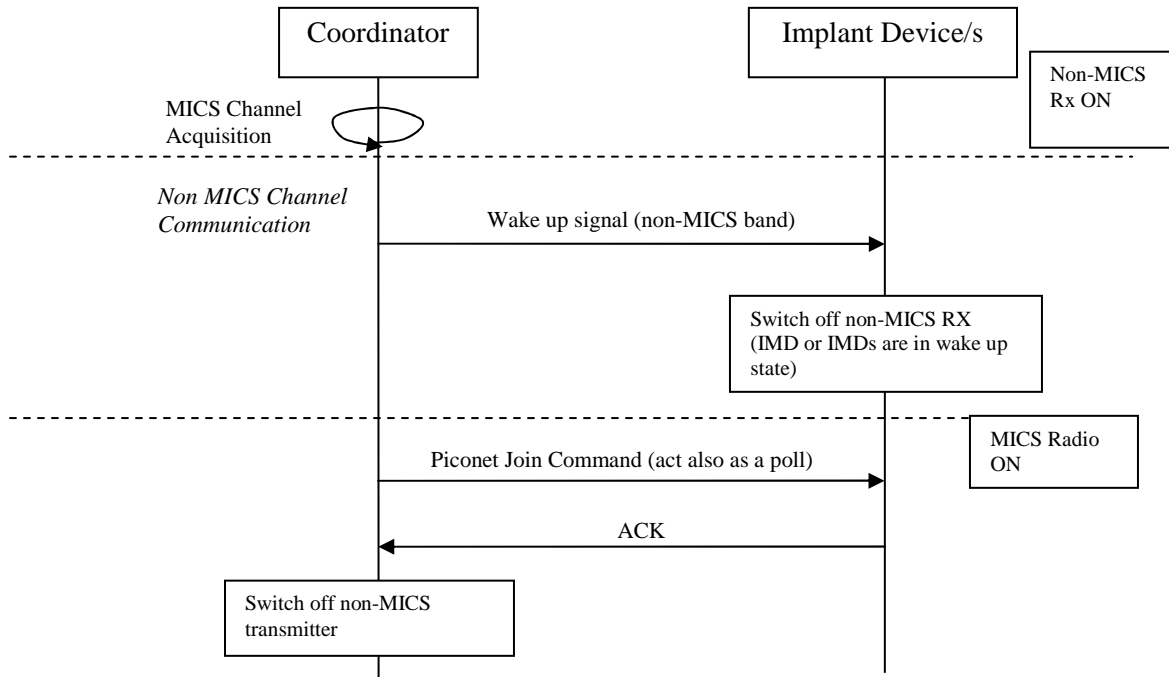 Coordinator
Implant Device/s
Non-MICS
Rx ON
MICS Channel
Acquisition
Non MICS Channel
Communication
Wake up signal (non-MICS band)
Switch off non-MICS RX
(IMD or IMDs are in wake up
state)
MICS Radio
ON
Piconet Join Command (act also as a poll)
ACK
Switch off non-MICS
transmitter